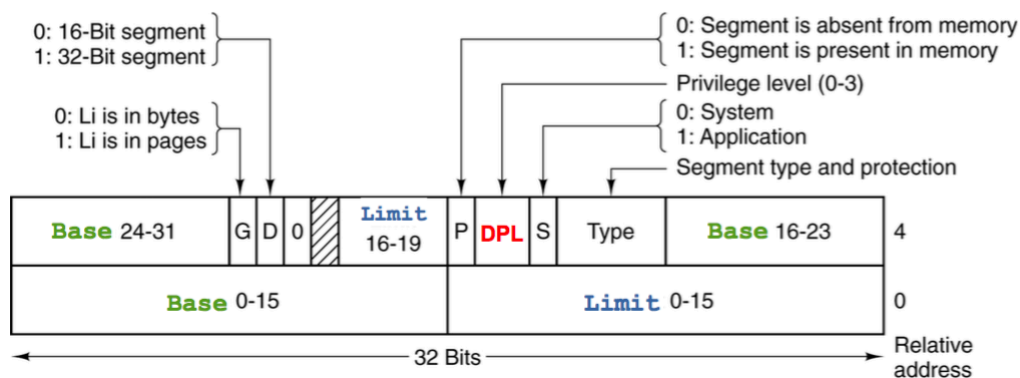 0: 16-Bit segment
1: 32-Bit segment
0: Li is in bytes
1: Li is in pages
0: Segment is absent from memory
1: Segment is present in memory
Privilege level (0-3)
0: System
1: Application
Segment type and protection
Base 24-31
G
D
0
Limit
16-19
P
DPL
S
Type
Base 16-23
4
Base 0-15
Limit 0-15
0
32 Bits
Relative
address